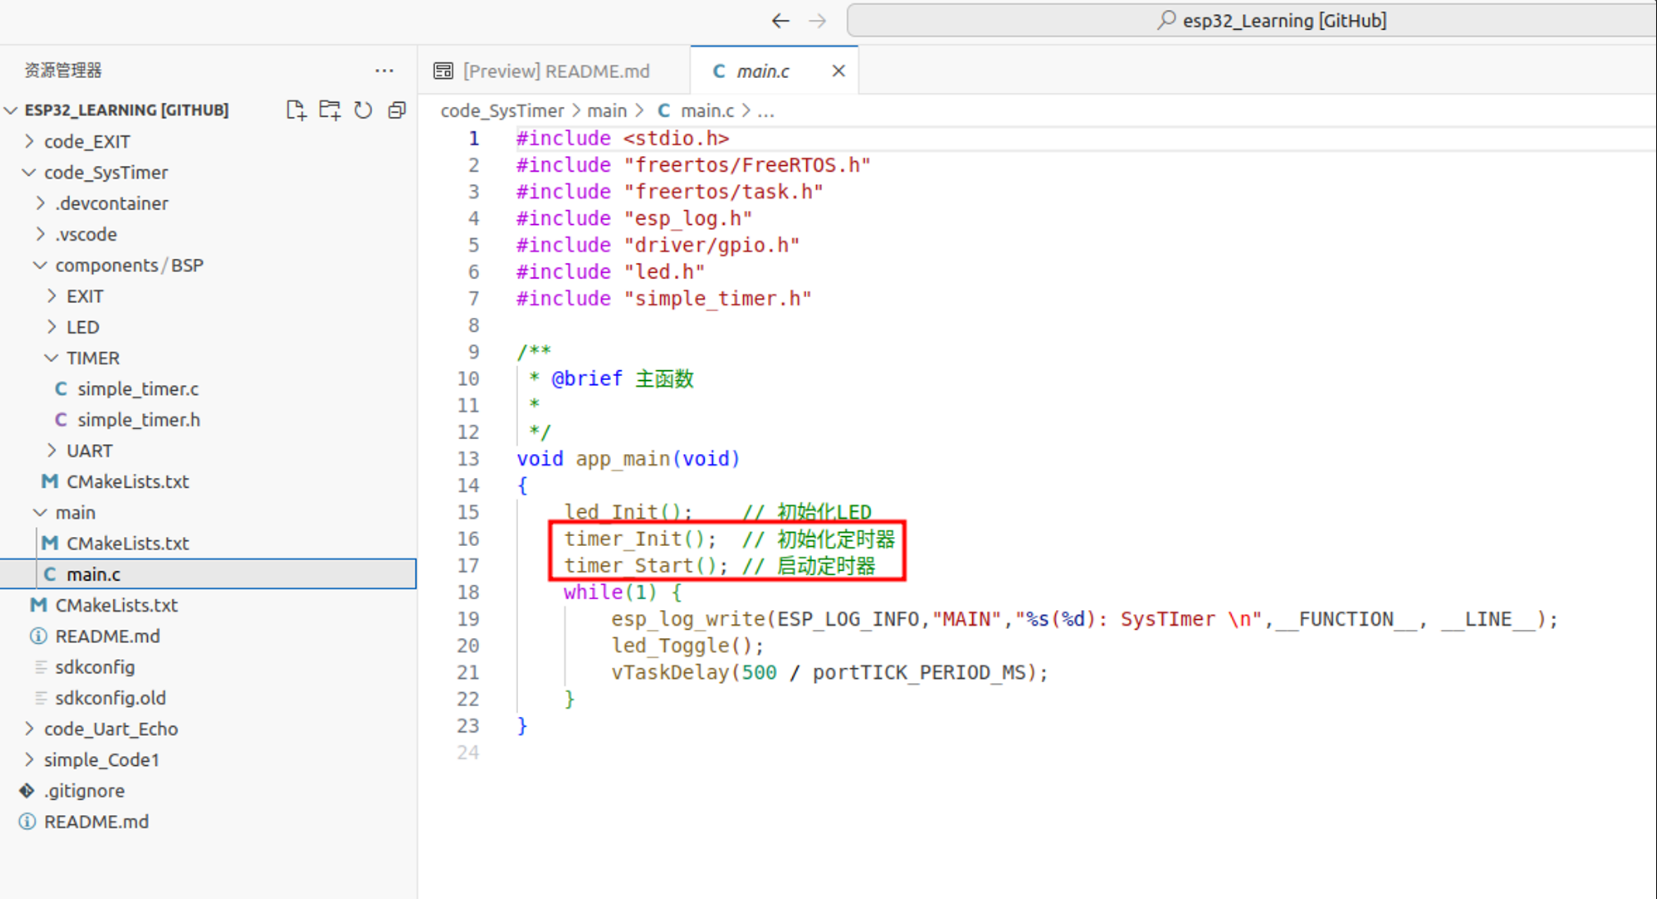 esp32_Learning [GitHub]
资源管理器
[Preview] README.md
main.c
ESP32_LEARNING [GITHUB]
code_EXIT
code_SysTimer
.devcontainer
.vscode
components / BSP
EXIT
LED
TIMER
simple_timer.c
simple_timer.h
UART
CMakeLists.txt
main
CMakeLists.txt
main.c
CMakeLists.txt
README.md
sdkconfig
sdkconfig.old
code_Uart_Echo
simple_Code1
.gitignore
README.md
code_SysTimer > main > C main.c > ...
1 #include <stdio.h>
2 #include "freertos/FreeRTOS.h"
3 #include "freertos/task.h"
4 #include "esp_log.h"
5 #include "driver/gpio.h"
6 #include "led.h"
7 #include "simple_timer.h"
8
9 /**
10 * @brief 主函数
11 *
12 */
13 void app_main(void)
14 {
15 led_Init(); // 初始化LED
16 timer_Init(); // 初始化定时器
17 timer_Start(); // 启动定时器
18 while(1) {
19 esp_log_write(ESP_LOG_INFO,"MAIN","%s(%d): SysTImer \n",__FUNCTION__, __LINE__);
20 led_Toggle();
21 vTaskDelay(500 / portTICK_PERIOD_MS);
22 }
23 }
24